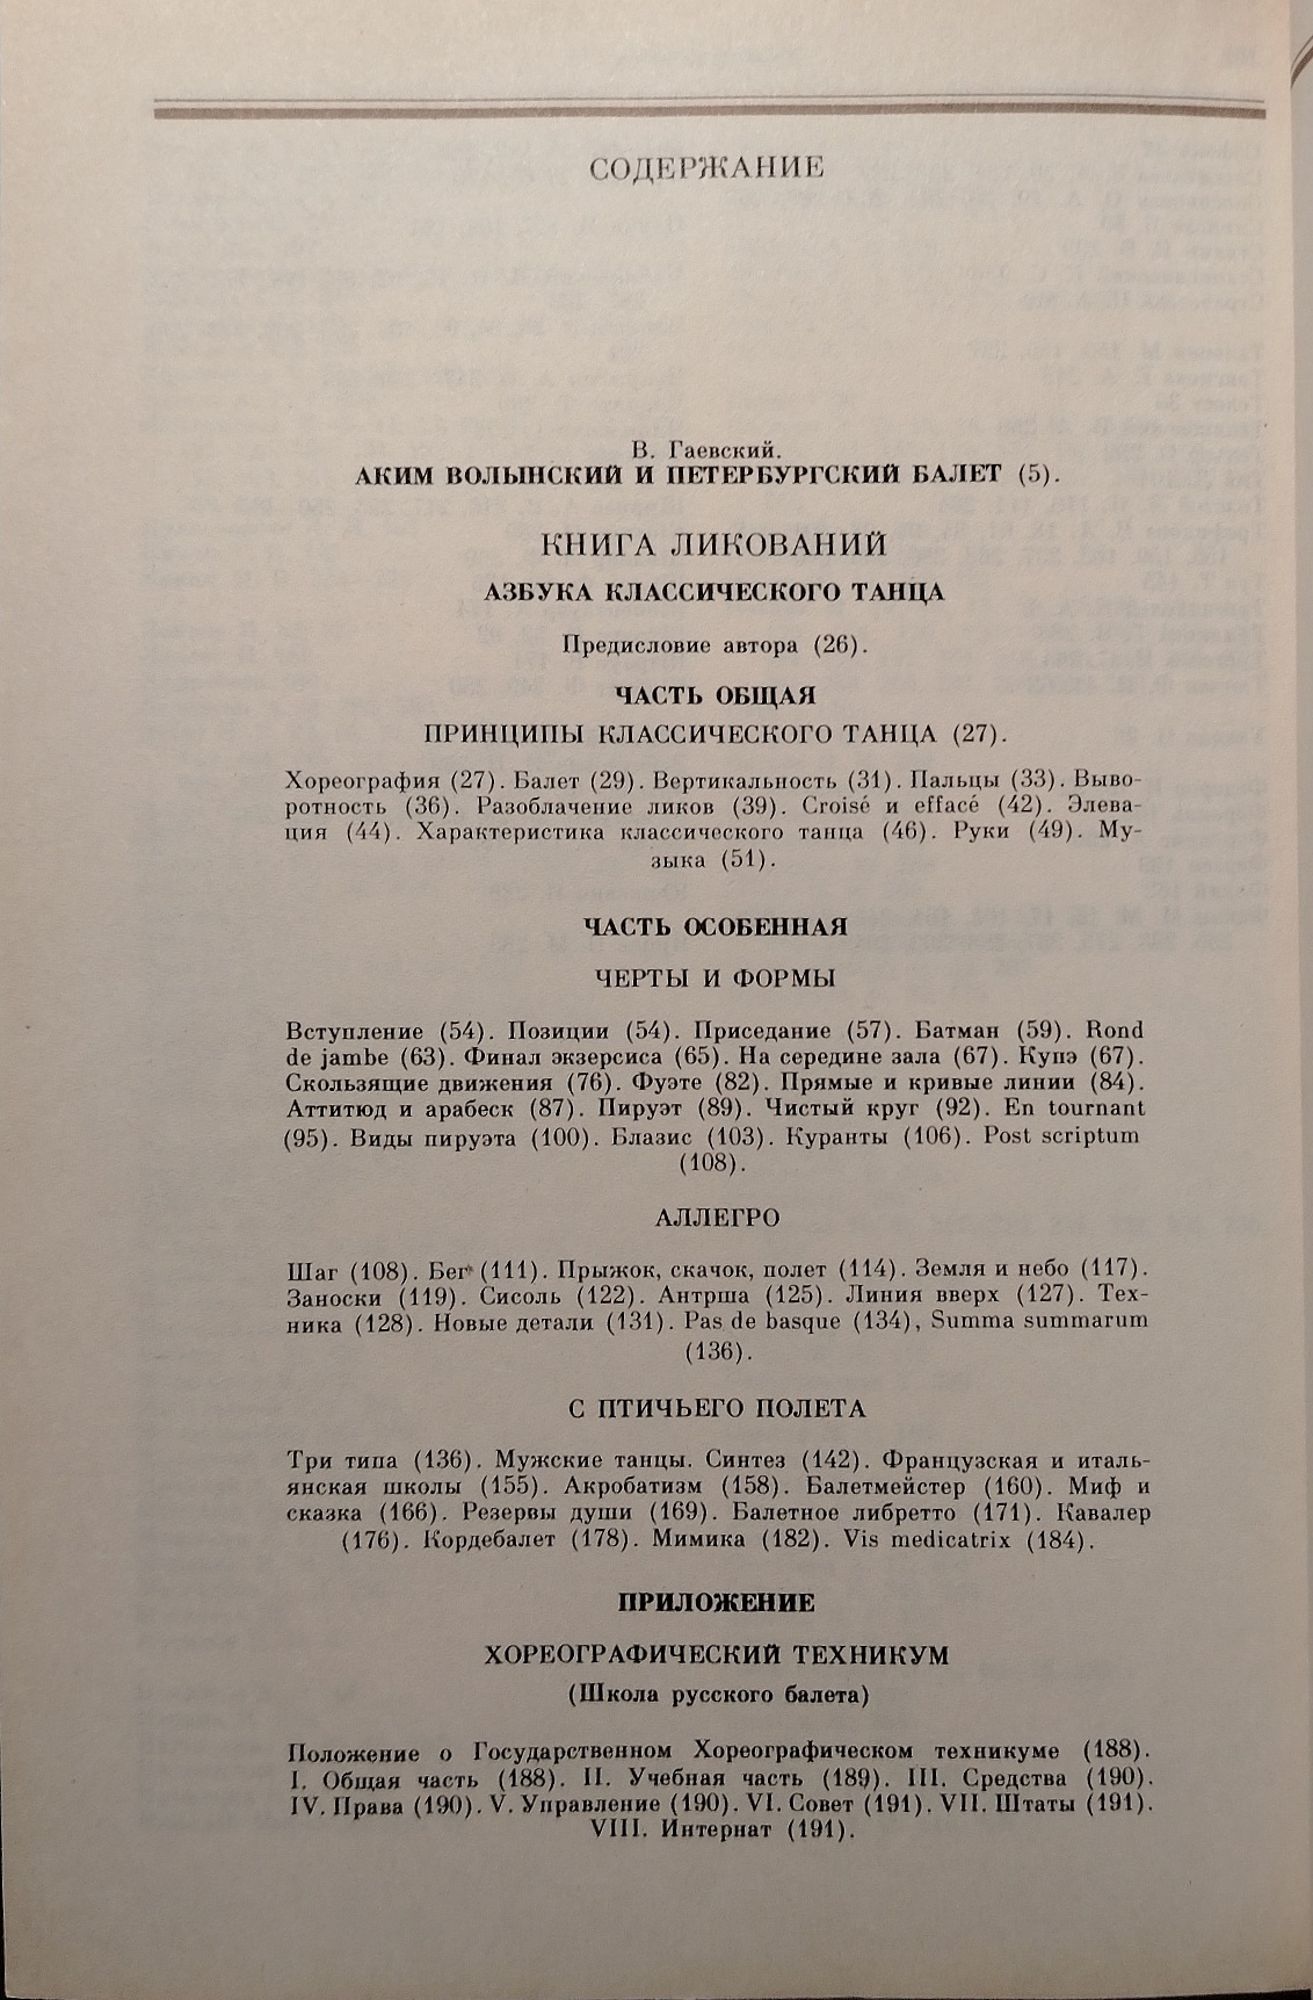 СОДЕРЖАНИЕ
В. Гаевский.
АКИМ ВОЛЫНСКИЙ И ПЕТЕРБУРГСКИЙ БАЛЕТ (5).
КНИГА ЛИКОВАНИЙ
АЗБУКА КЛАССИЧЕСКОГО ТАНЦА
Предисловие автора (26).
ЧАСТЬ ОБЩАЯ
ПРИНЦИПЫ КЛАССИЧЕСКОГО ТАНЦА (27).
Хореография (27). Балет (29). Вертикальность (31). Пальцы (33). Выво-
ротность (36). Разоблачение ликов (39). Croisé и effacé (42). Элева-
ция (44). Характеристика классического танца (46). Руки (49). Му-
зыка (51).
ЧАСТЬ ОСОБЕННАЯ
ЧЕРТЫ И ФОРМЫ
Вступление (54). Позиции (54). Приседание (57). Батман (59). Rond
de jambe (63). Финал экзерсиса (65). На середине зала (67). Купэ (67).
Скользящие движения (76). Фуэте (82). Прямые и кривые линии (84).
Аттитюд и арабеск (87). Пируэт (89). Чистый круг (92). En tournant
(95). Виды пируэта (100). Блазис (103). Куранты (106). Post scriptum
(108).
АЛЛЕГРО
Шаг (108). Бег (111). Прыжок, скачок, полет (114). Земля и небо (117).
Заноски (119). Сисоль (122). Антрша (125). Линия вверх (127). Тех-
ника (128). Новые детали (131). Pas de basque (134), Summa summarum
(136).
С ПТИЧЬЕГО ПОЛЕТА
Три типа (136). Мужские танцы. Синтез (142). Французская и италь-
янская школы (155). Акробатизм (158). Балетмейстер (160). Миф и
сказка (166). Резервы души (169). Балетное либретто (171). Кавалер
(176). Кордебалет (178). Мимика (182). Vis medicatrix (184).
ПРИЛОЖЕНИЕ
ХОРЕОГРАФИЧЕСКИЙ ТЕХНИКУМ
(Школа русского балета)
Положение о Государственном Хореографическом техникуме (188).
I. Общая часть (188). II. Учебная часть (189). III. Средства (190).
IV. Права (190). V. Управление (190). VI. Совет (191). VII. Штаты (191).
VIII. Интернат (191).